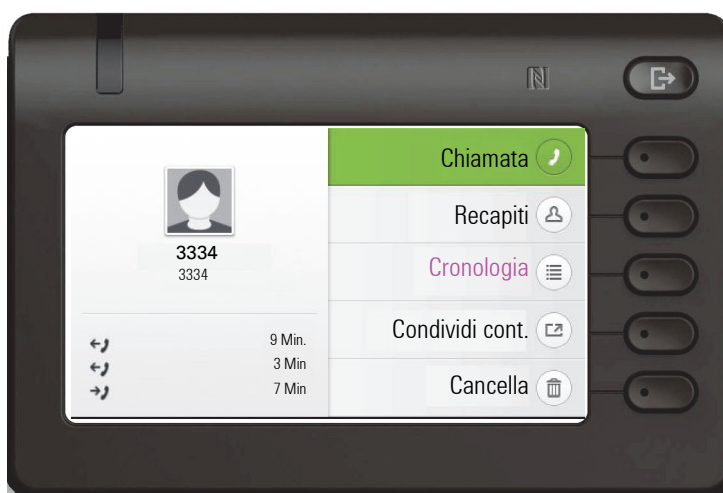 3334
3334
9 Min.
3 Min
7 Min
Chiamata
Recapiti
Cronologia
Condividi cont.
Cancella